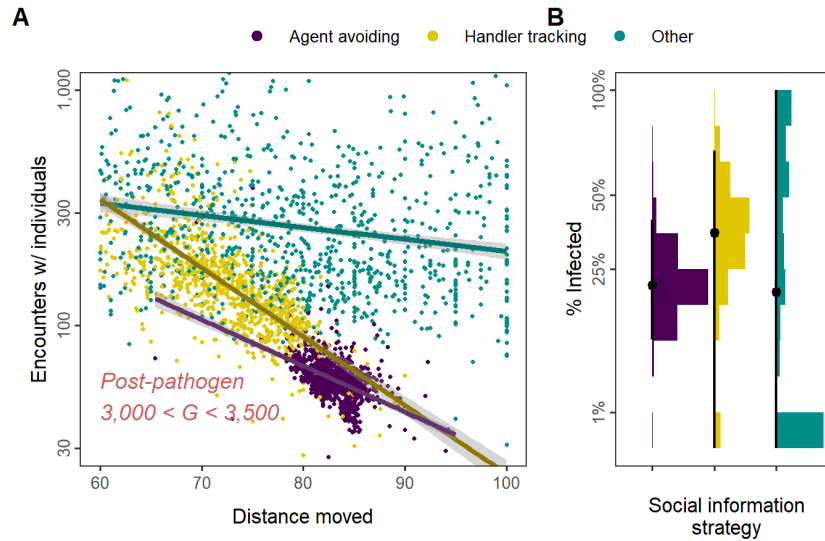 A
B
Agent avoiding
Handler tracking
Other
Encounters w/ individuals
1,000
300
100
30
Post-pathogen
3,000 < G < 3,500
60
70
80
90
100
Distance moved
% Infected
100%
50%
25%
1%
Social information
strategy